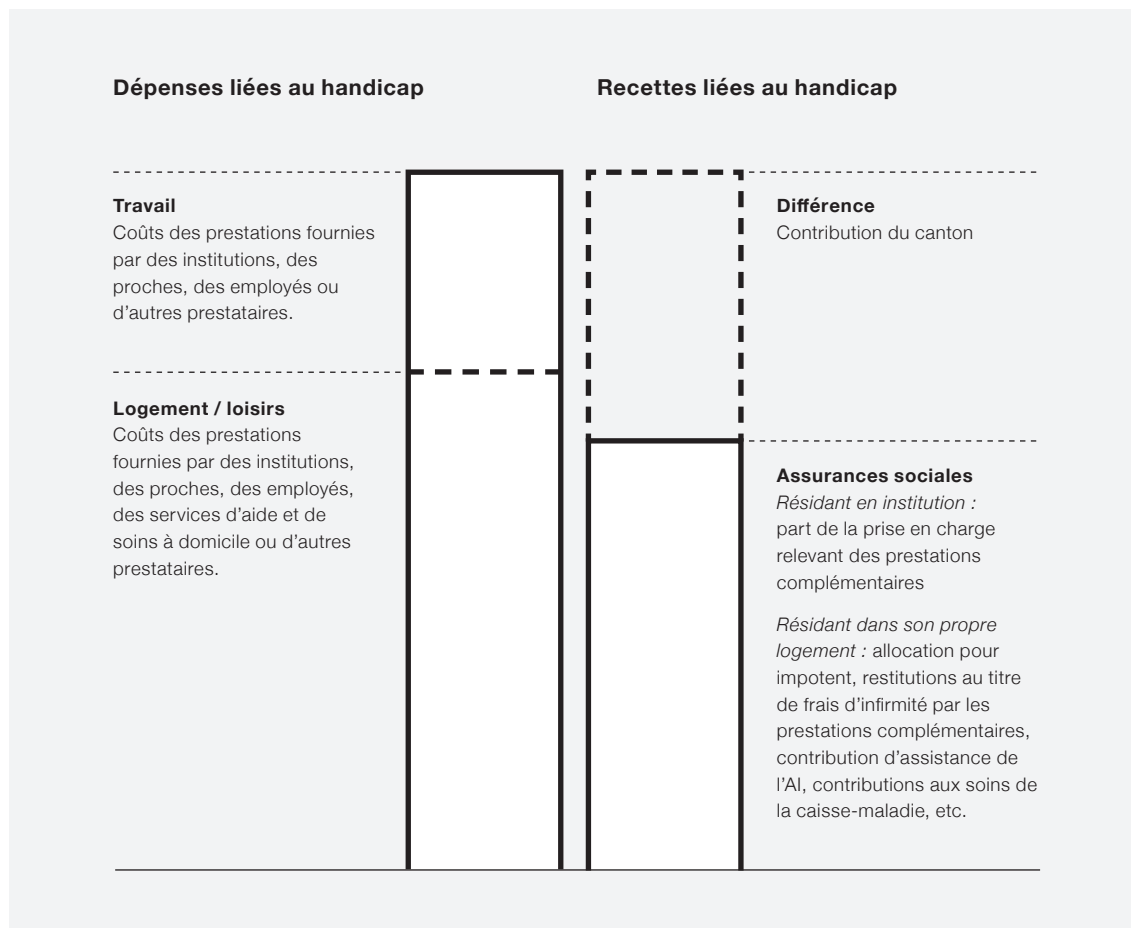 Dépenses liées au handicap
Recettes liées au handicap
Travail
Coûts des prestations fournies
par des institutions, des
proches, des employés ou
d’autres prestataires.
Logement / loisirs
Coûts des prestations
fournies par des institutions,
des proches, des employés,
des services d’aide et de
soins à domicile ou d’autres
prestataires.
Différence
Contribution du canton
Assurances sociales
Résidant en institution :
part de la prise en charge
relevant des prestations
complémentaires
Résidant dans son propre
logement : allocation pour
impotent, restitutions au titre
de frais d’infirmité par les
prestations complémentaires,
contribution d’assistance de
l’AI, contributions aux soins de
la caisse-maladie, etc.